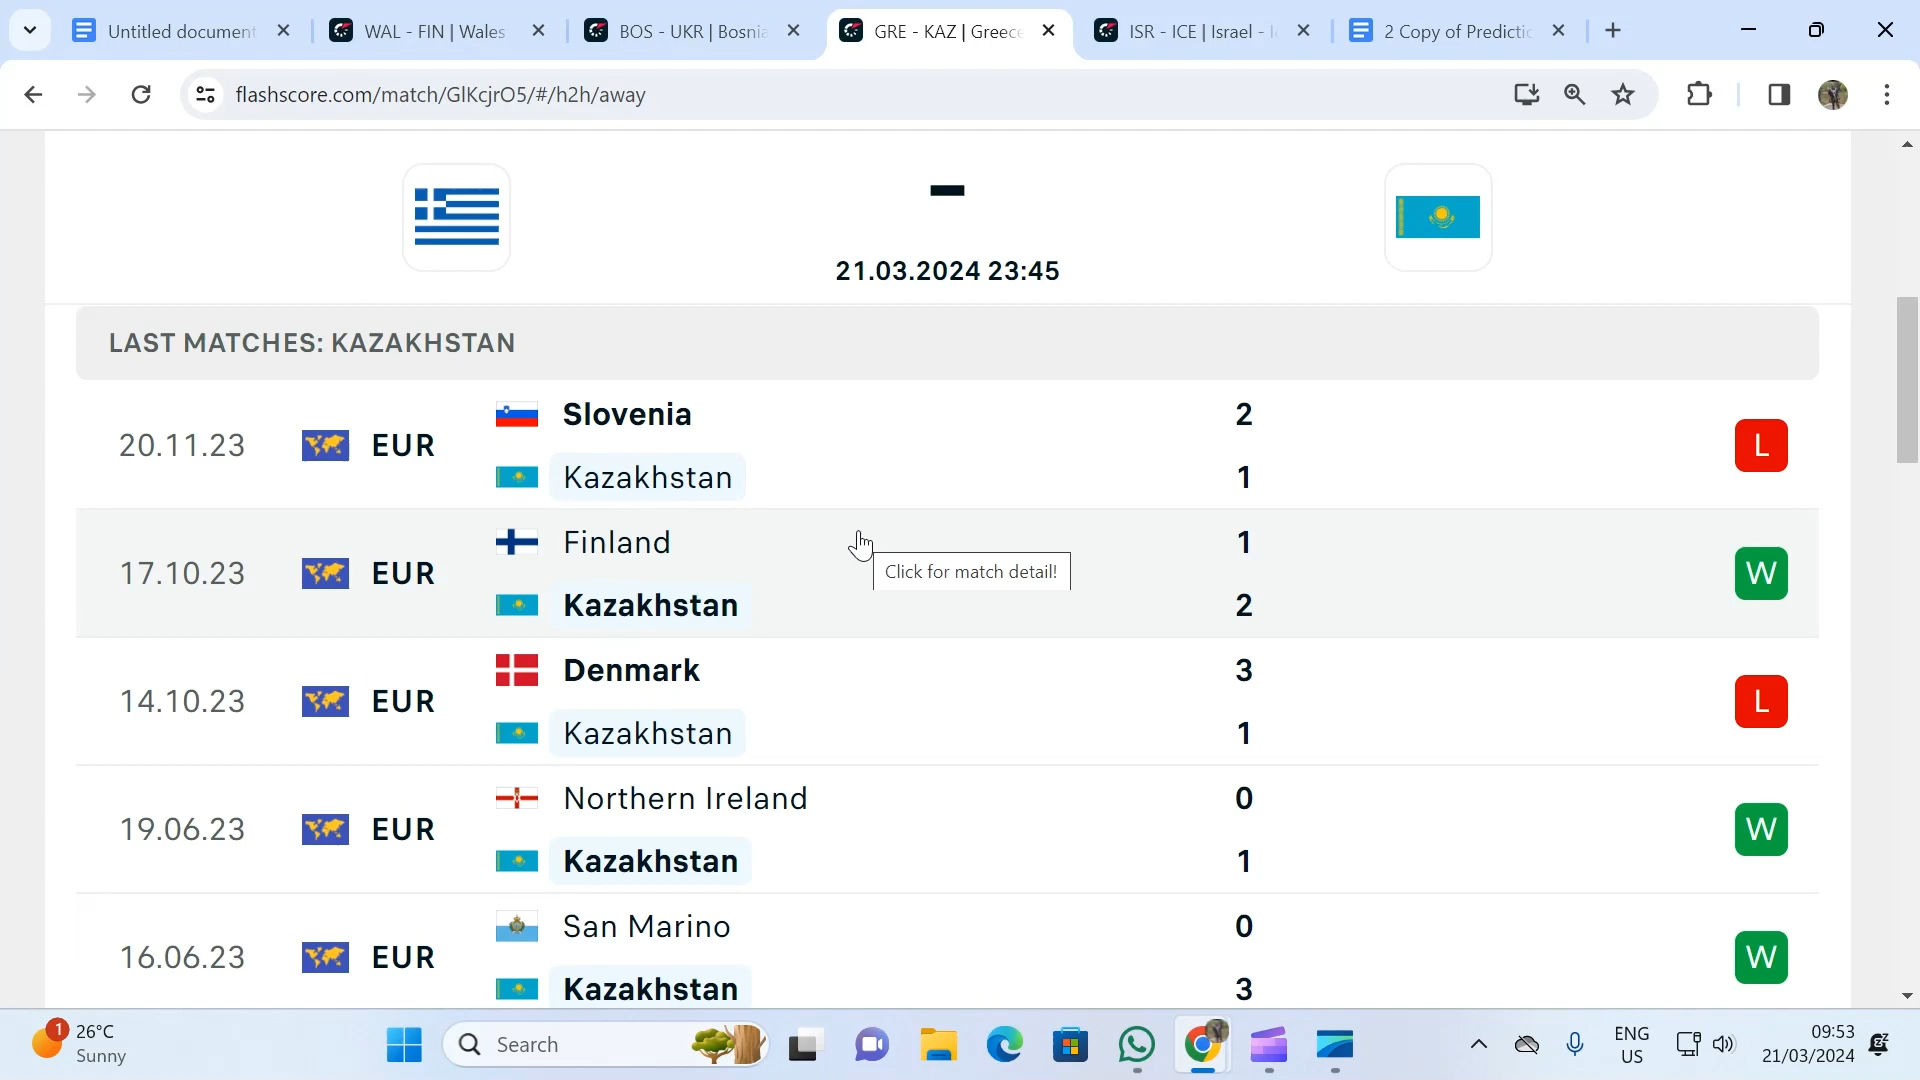 Untitled document
WAL - FIN | Wales
BOS - UKR | Bosnia
GRE - KAZ | Greece
ISR - ICE | Israel - I
2 Copy of Predictic
flashscore.com/match/GlKcjrO5/#/h2h/away
-
21.03.2024 23:45
LAST MATCHES: KAZAKHSTAN
20.11.23 EUR Slovenia 2 L
Kazakhstan 1
17.10.23 EUR Finland 1 W
Click for match detail!
Kazakhstan 2
14.10.23 EUR Denmark 3 L
Kazakhstan 1
19.06.23 EUR Northern Ireland 0 W
Kazakhstan 1
16.06.23 EUR San Marino 0 W
Kazakhstan 3
1
26°C
Sunny
Search
ENG
US
09:53
21/03/2024